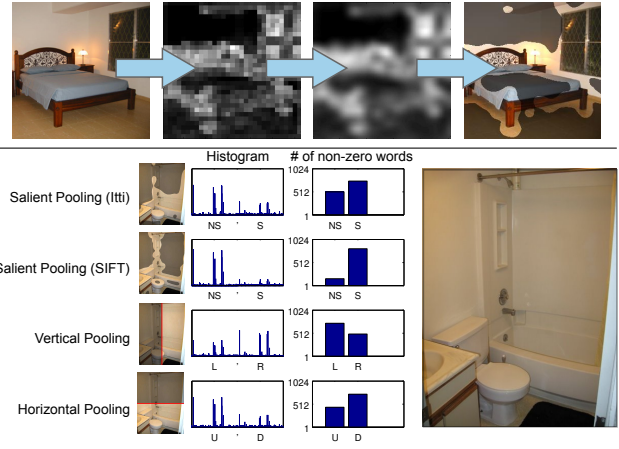 Histogram # of non-zero words
Salient Pooling (Itti)
1024
512
1
NS ' S NS S
Salient Pooling (SIFT)
1024
512
1
NS ' S NS S
Vertical Pooling
1024
512
1
L ' R L R
Horizontal Pooling
1024
512
1
U ' D U D